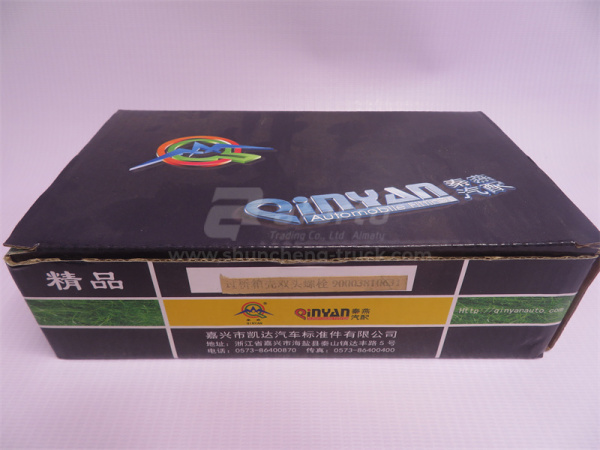 QINYAN
秦燕
汽配
Automobile
Trading Co., Ltd. Almaty
www.shuncheng-truck.com
精品
QINYAN
秦燕
汽配
Http://qinyanauto.com/
嘉兴市凯达汽车标准件有限公司
地址：浙江省嘉兴市海盐县秦山镇达丰路5号
电话：0573-86400870 传真：0573-86400400